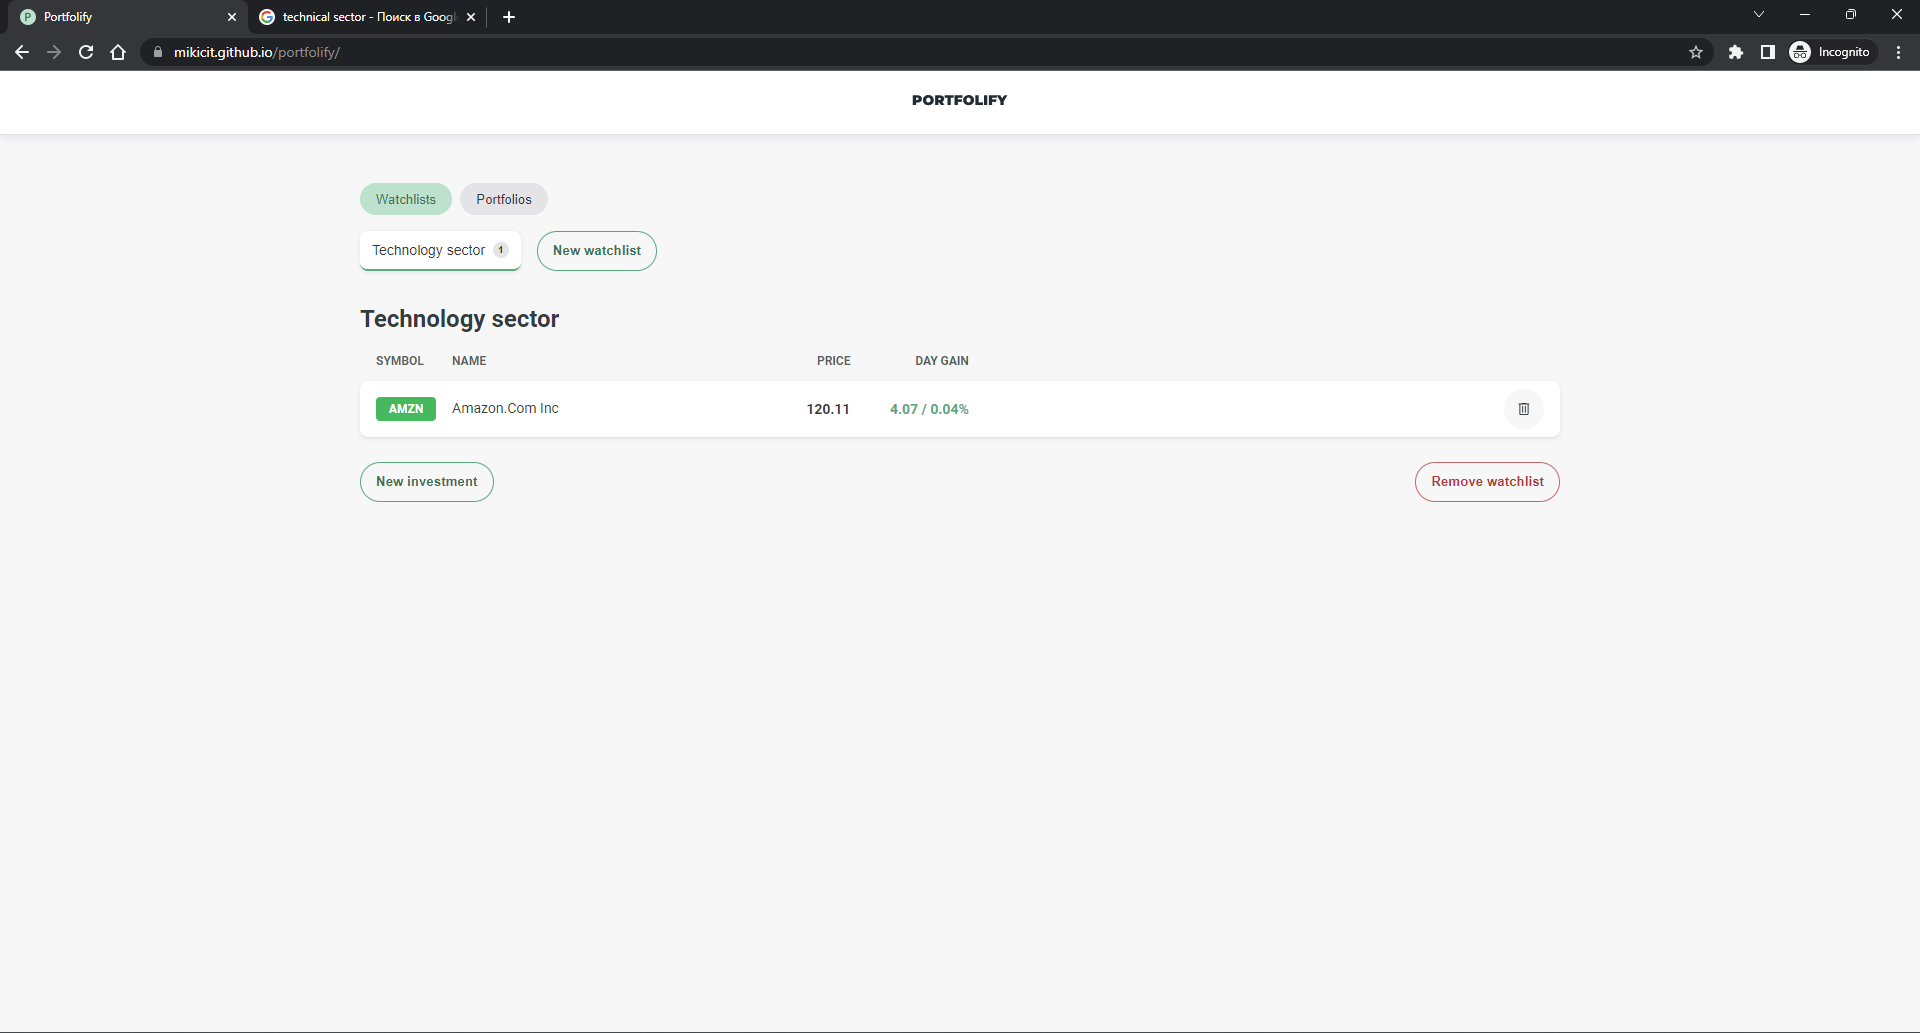 Portfolify
technical sector - Поиск в Goog
mikicit.github.io/portfolify/
Incognito
PORTFOLIFY
Watchlists
Portfolios
Technology sector 1
New watchlist
Technology sector
SYMBOL NAME PRICE DAY GAIN
AMZN Amazon.Com Inc 120.11 4.07 / 0.04%
New investment
Remove watchlist